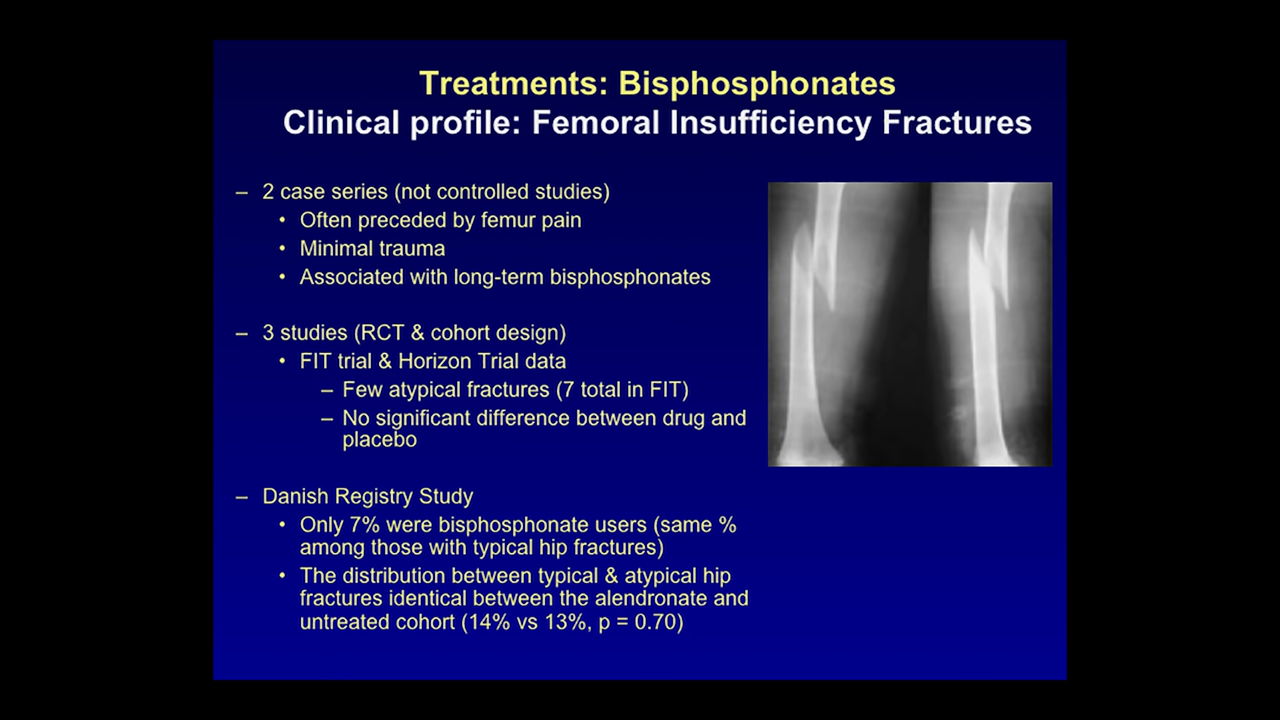 Treatments: Bisphosphonates
Clinical profile: Femoral Insufficiency Fractures
– 2 case series (not controlled studies)
• Often preceded by femur pain
• Minimal trauma
• Associated with long-term bisphosphonates
– 3 studies (RCT & cohort design)
• FIT trial & Horizon Trial data
– Few atypical fractures (7 total in FIT)
– No significant difference between drug and
placebo
– Danish Registry Study
• Only 7% were bisphosphonate users (same %
among those with typical hip fractures)
• The distribution between typical & atypical hip
fractures identical between the alendronate and
untreated cohort (14% vs 13%, p = 0.70)